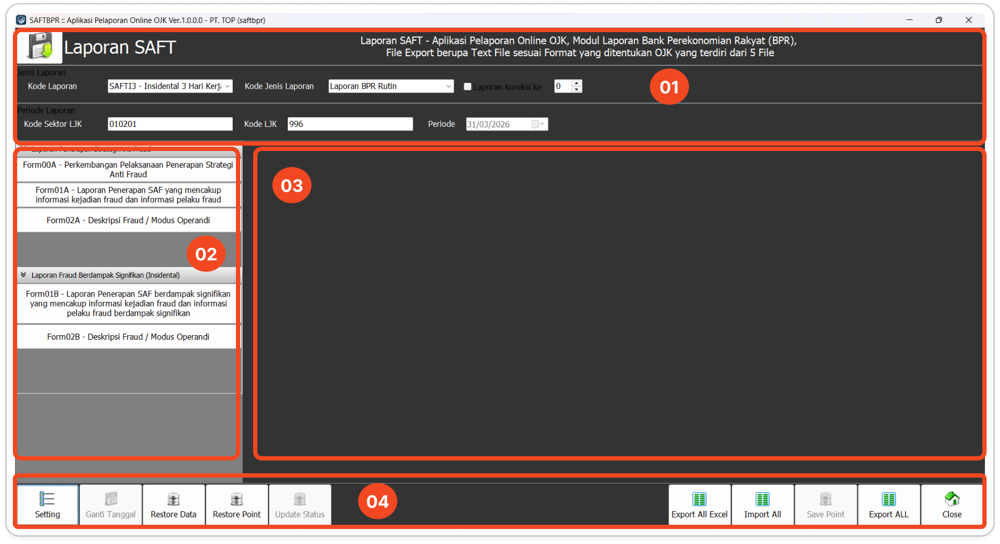 SAFTBPR :: Aplikasi Pelaporan Online OJK Ver.1.0.0.0 - PT. TOP (saftbpr)
Laporan SAFT
Laporan SAFT - Aplikasi Pelaporan Online OJK, Modul Laporan Bank Perekonomian Rakyat (BPR),
File Export berupa Text File sesuai Format yang ditentukan OJK yang terdiri dari 5 File
Jenis Laporan
Kode Laporan
SAFTI3 - Insidental 3 Hari Kerja
Kode Jenis Laporan
Laporan BPR Rutin
Laporan Koreksi ke
0
01
Periode Laporan
Kode Sektor LJK
010201
Kode LJK
996
Periode
31/03/2026
Laporan Penerapan Strategi Anti Fraud
Form00A - Perkembangan Pelaksanaan Penerapan Strategi
Anti Fraud
Form01A - Laporan Penerapan SAF yang mencakup
informasi kejadian fraud dan informasi pelaku fraud
Form02A - Deskripsi Fraud / Modus Operandi
02
Laporan Fraud Berdampak Signifikan (Insidental)
Form01B - Laporan Penerapan SAF berdampak signifikan
yang mencakup informasi kejadian fraud dan informasi
pelaku fraud berdampak signifikan
Form02B - Deskripsi Fraud / Modus Operandi
03
Setting
Ganti Tanggal
Restore Data
Restore Point
Update Status
04
Export All Excel
Import All
Save Point
Export ALL
Close